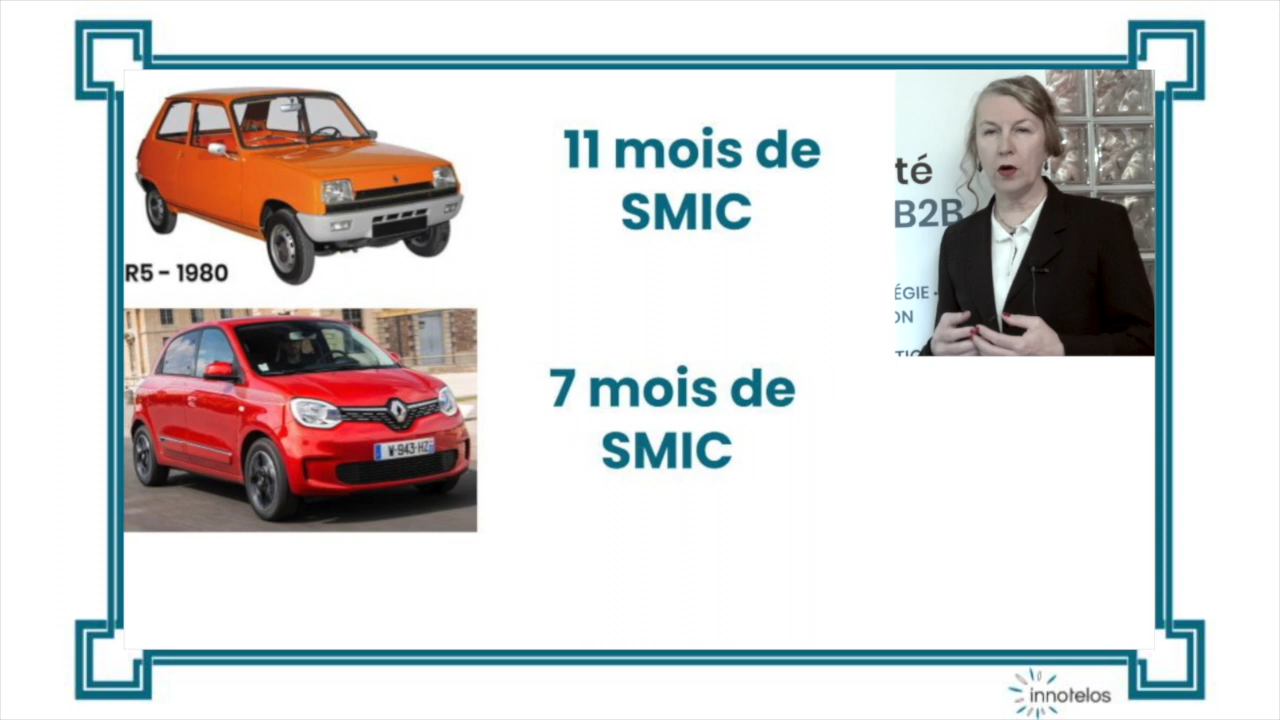 11 mois de
SMIC
té
B2B
R5 - 1980
ÉGIE •
ON
7 mois de
SMIC
W-943-HZ
innotelos